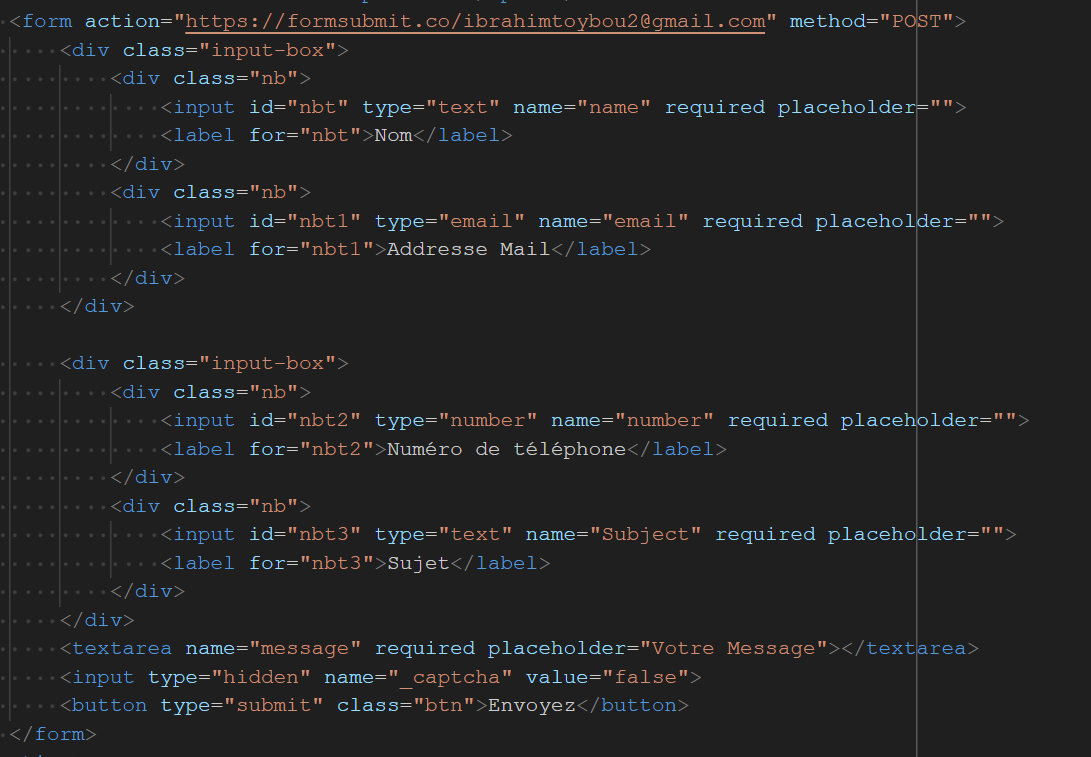 <form action="https://formsubmit.co/ibrahimtoybou2@gmail.com" method="POST">
<div class="input-box">
<div class="nb">
<input id="nbt" type="text" name="name" required placeholder="">
<label for="nbt">Nom</label>
</div>
<div class="nb">
<input id="nbt1" type="email" name="email" required placeholder="">
<label for="nbt1">Addresse Mail</label>
</div>
</div>
<div class="input-box">
<div class="nb">
<input id="nbt2" type="number" name="number" required placeholder="">
<label for="nbt2">Numéro de téléphone</label>
</div>
<div class="nb">
<input id="nbt3" type="text" name="Subject" required placeholder="">
<label for="nbt3">Sujet</label>
</div>
</div>
<textarea name="message" required placeholder="Votre Message"></textarea>
<input type="hidden" name="_captcha" value="false">
<button type="submit" class="btn">Envoyez</button>
</form>